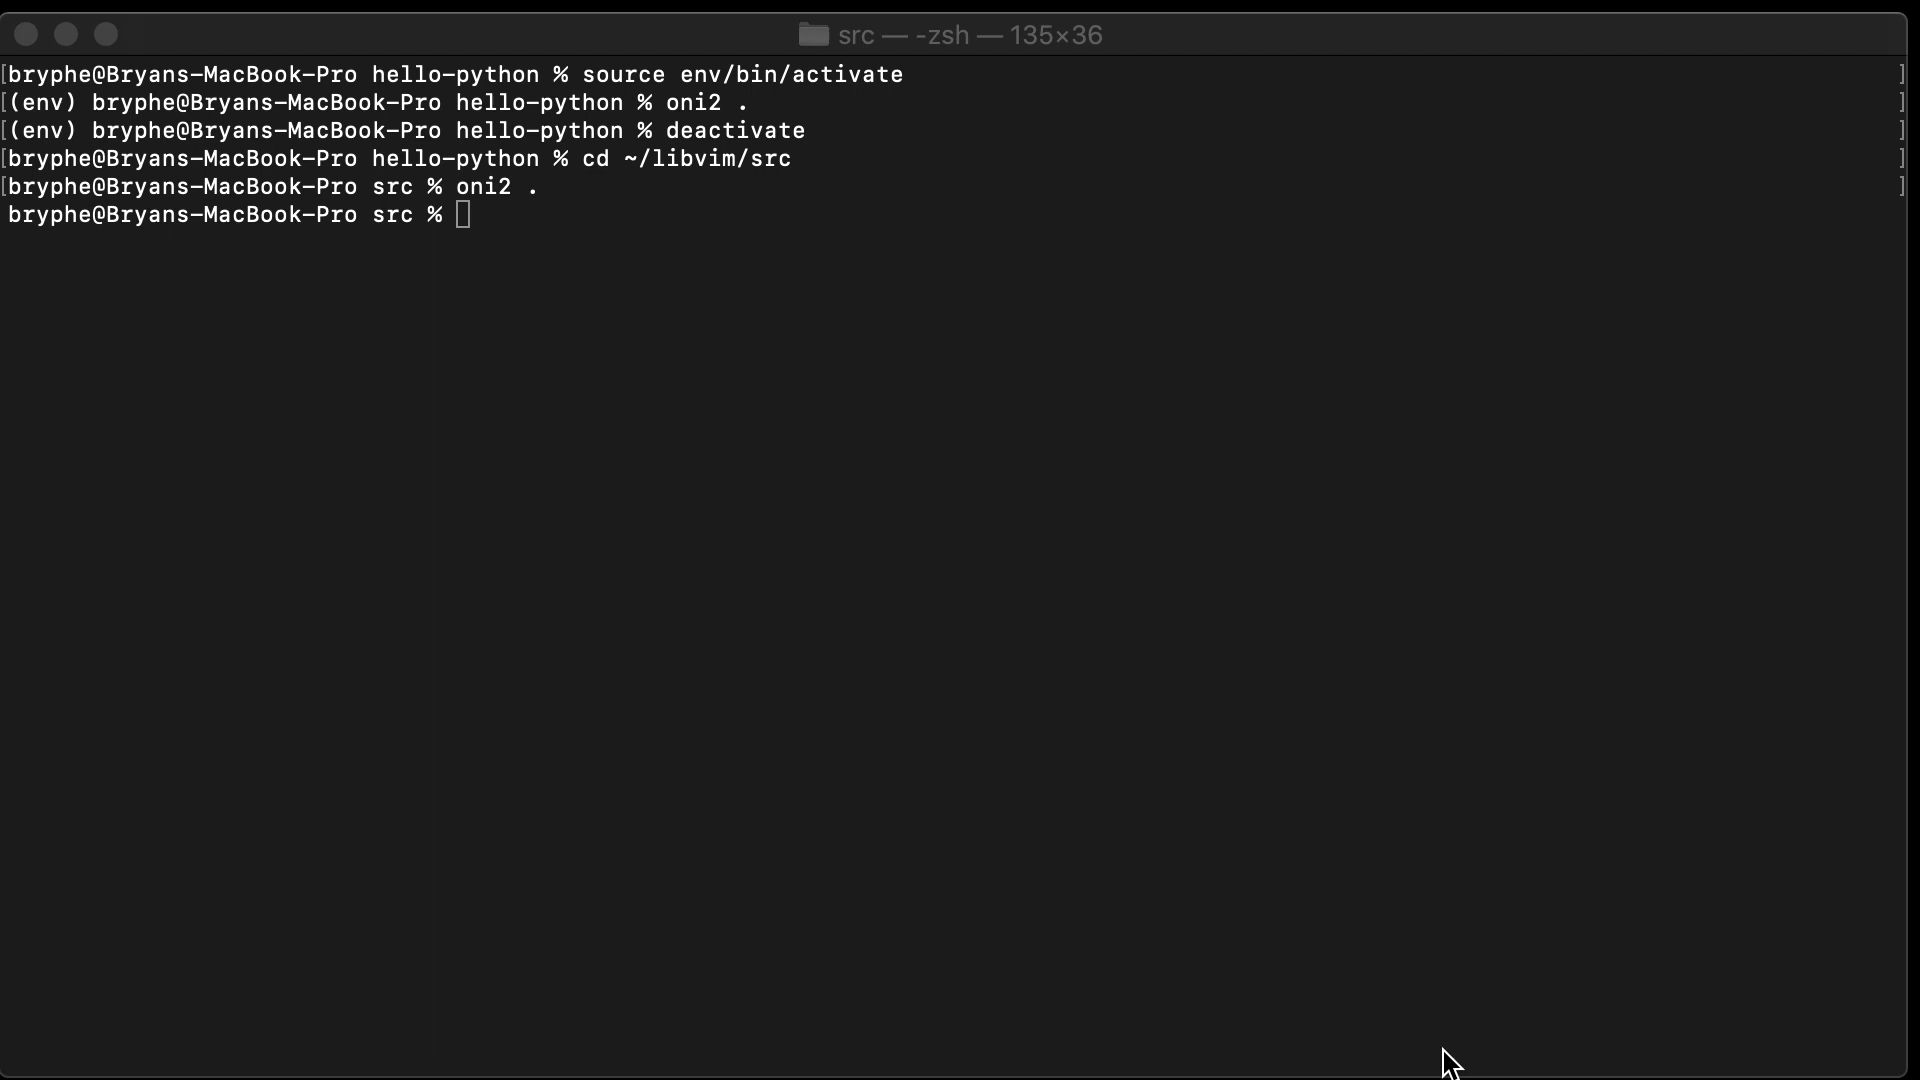 src — -zsh — 135×36
[bryphe@Bryans-MacBook-Pro hello-python % source env/bin/activate ]
[(env) bryphe@Bryans-MacBook-Pro hello-python % oni2 . ]
[(env) bryphe@Bryans-MacBook-Pro hello-python % deactivate ]
[bryphe@Bryans-MacBook-Pro hello-python % cd ~/libvim/src ]
[bryphe@Bryans-MacBook-Pro src % oni2 . ]
bryphe@Bryans-MacBook-Pro src %